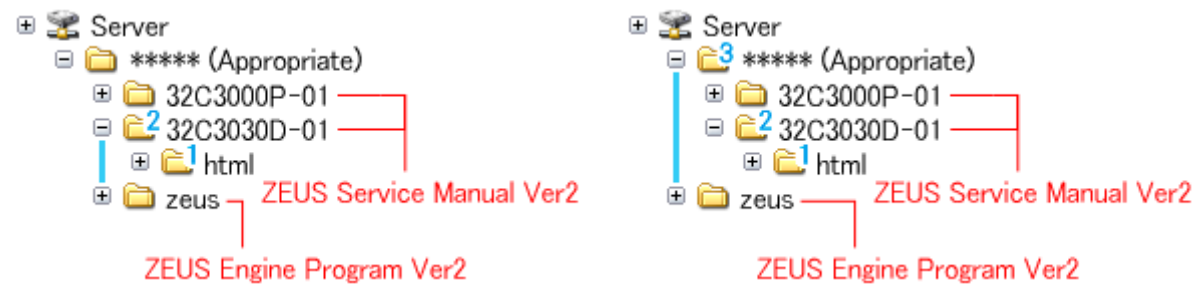 Server
***** (Appropriate)
32C3000P-01
2 32C3030D-01
1 html
ZEUS Service Manual Ver2
zeus
ZEUS Engine Program Ver2
Server
3 ***** (Appropriate)
32C3000P-01
2 32C3030D-01
1 html
ZEUS Service Manual Ver2
zeus
ZEUS Engine Program Ver2